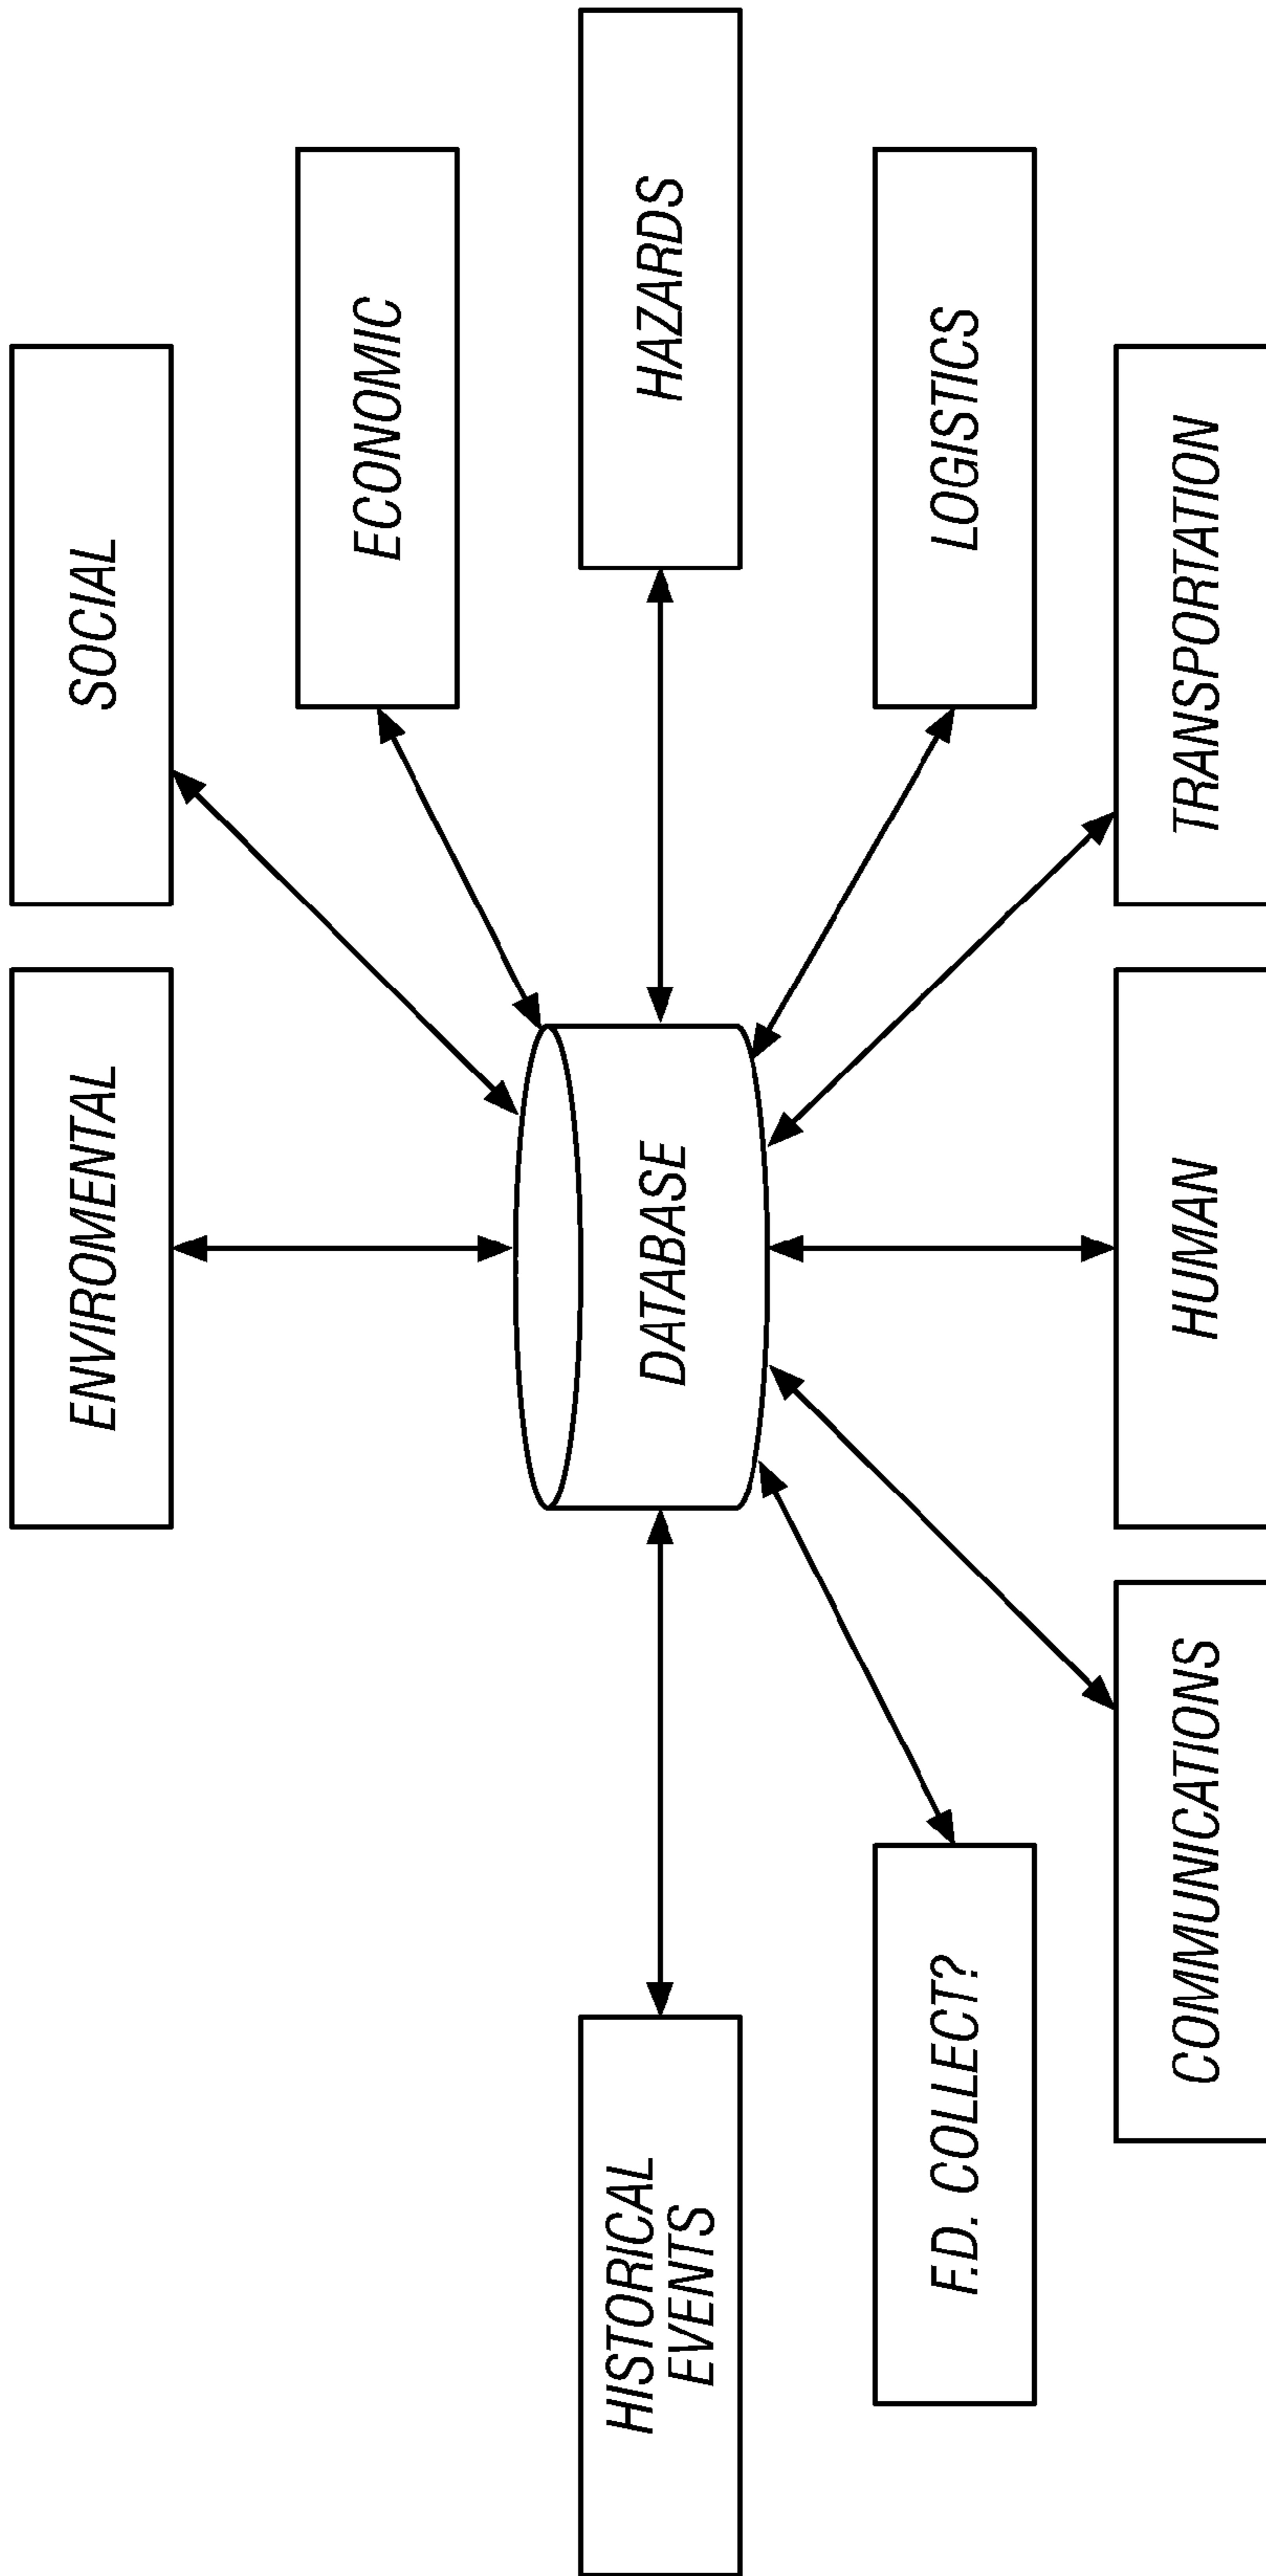 ENVIROMENTAL
SOCIAL
ECONOMIC
HISTORICAL
EVENTS
DATABASE
HAZARDS
F.D. COLLECT?
LOGISTICS
COMMUNICATIONS
HUMAN
TRANSPORTATION